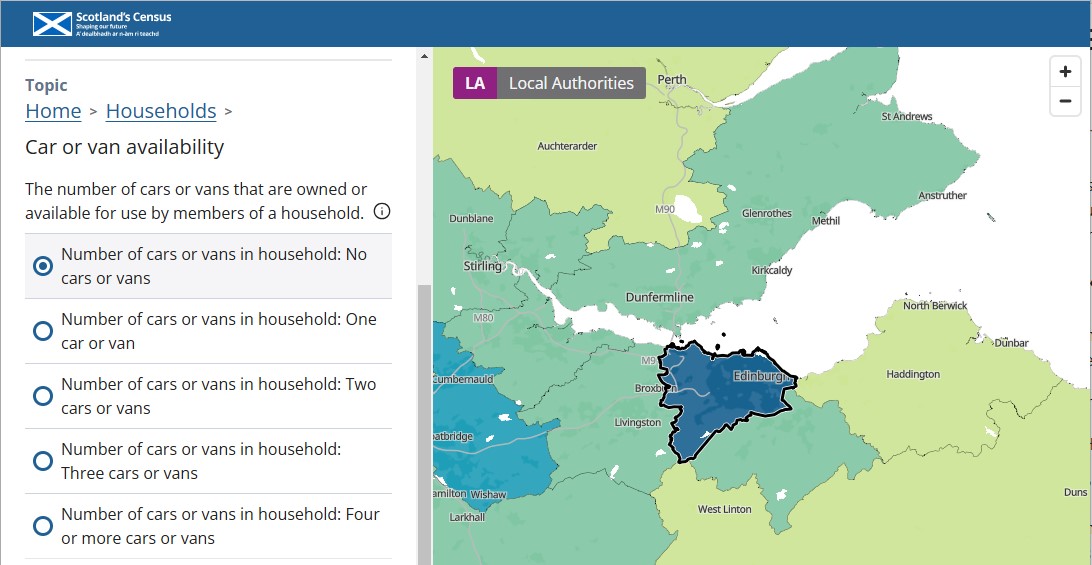 Scotland's Census
Shaping our future
A' dealbhadh ar n-àm ri teachd
Topic
Home > Households >
Car or van availability
The number of cars or vans that are owned or
available for use by members of a household.
Number of cars or vans in household: No
cars or vans
Number of cars or vans in household: One
car or van
Number of cars or vans in household: Two
cars or vans
Number of cars or vans in household:
Three cars or vans
Number of cars or vans in household: Four
or more cars or vans
LA Local Authorities
+
−
Perth
St Andrews
Auchterarder
Anstruther
M90
Glenrothes
Methil
Dunblane
Stirling
Kirkcaldy
Dunfermline
North Berwick
M80
Dunbar
M9
Haddington
Edinburg
Cumbernauld
Broxburn
Livingston
oatbridge
amilton Wishaw
Duns
West Linton
Larkhall